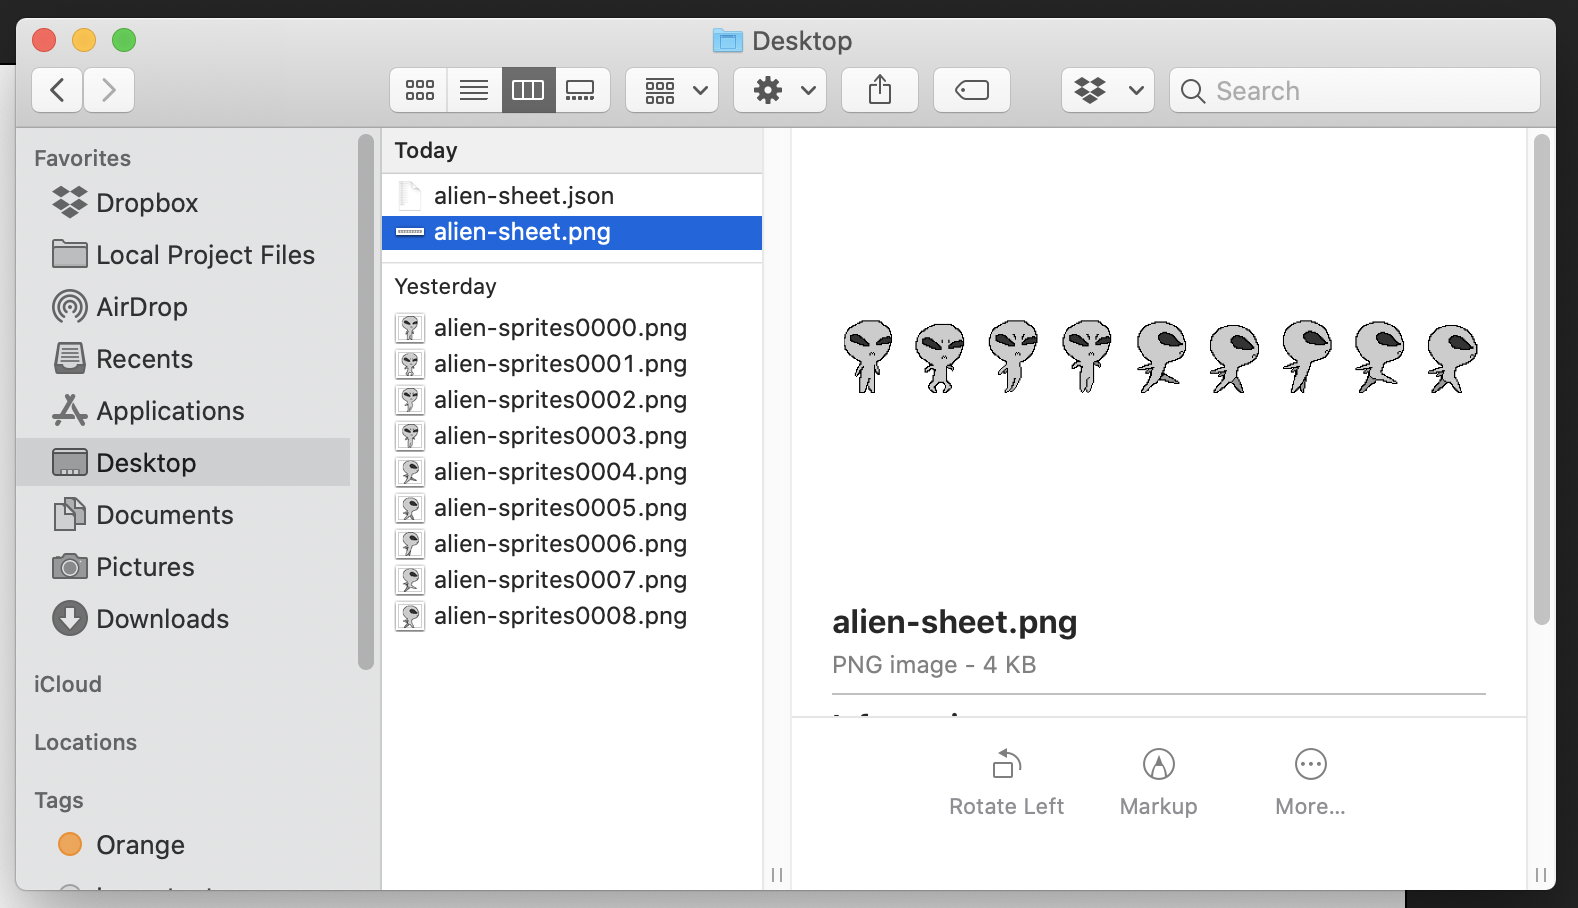 Desktop
Search
Favorites
Dropbox
Local Project Files
AirDrop
Recents
Applications
Desktop
Documents
Pictures
Downloads
iCloud
Locations
Tags
Orange
Today
alien-sheet.json
alien-sheet.png
Yesterday
alien-sprites0000.png
alien-sprites0001.png
alien-sprites0002.png
alien-sprites0003.png
alien-sprites0004.png
alien-sprites0005.png
alien-sprites0006.png
alien-sprites0007.png
alien-sprites0008.png
alien-sheet.png
PNG image - 4 KB
Rotate Left
Markup
More...